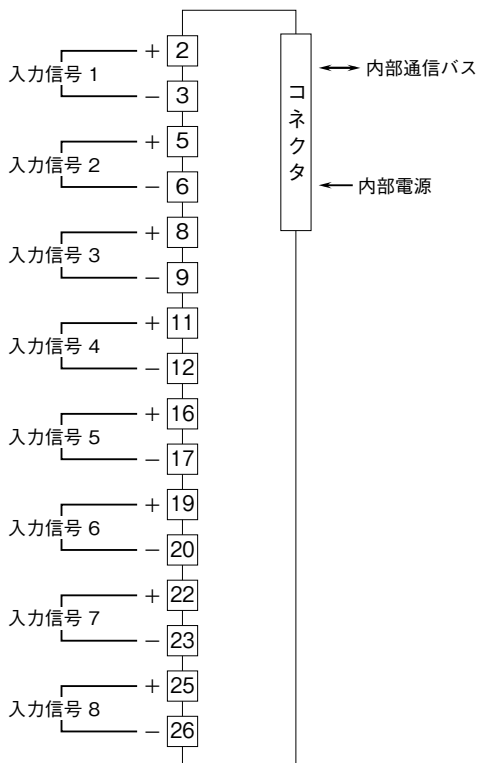 + 2
入力信号 1
− 3
+ 5
入力信号 2
− 6
+ 8
入力信号 3
− 9
+ 11
入力信号 4
− 12
+ 16
入力信号 5
− 17
+ 19
入力信号 6
− 20
+ 22
入力信号 7
− 23
+ 25
入力信号 8
− 26
コネクタ
内部通信バス
内部電源